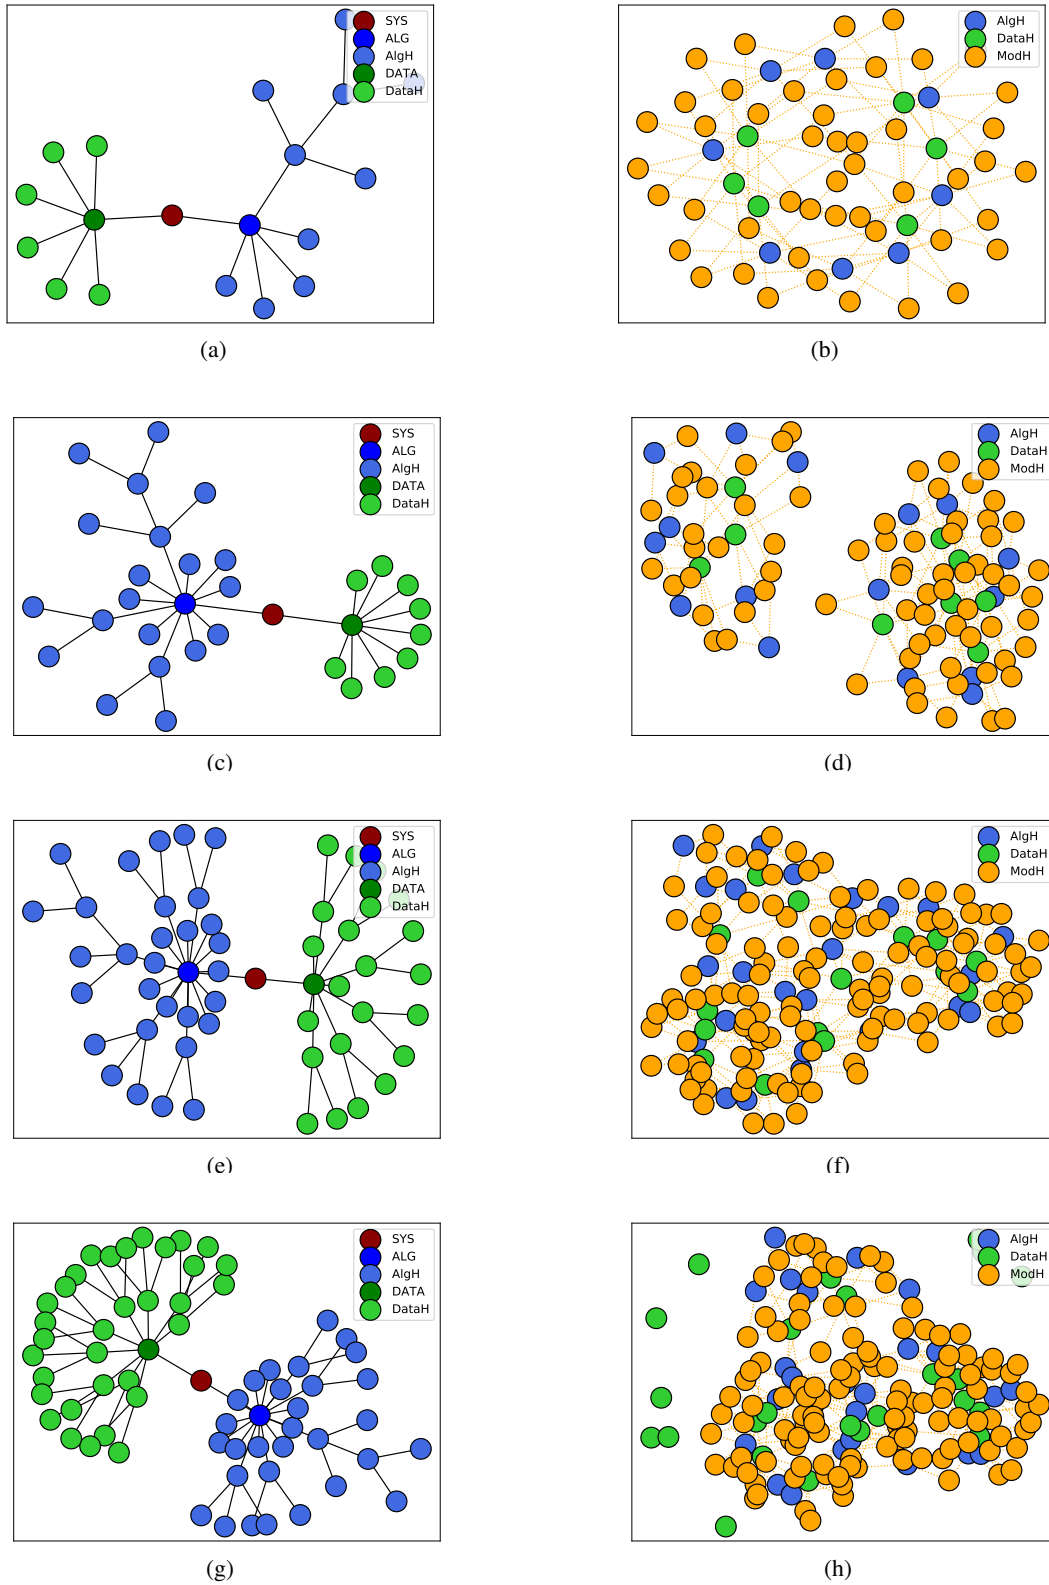 SYS
ALG
AlgH
DATA
DataH
(a)
AlgH
DataH
ModH
(b)
SYS
ALG
AlgH
DATA
DataH
(c)
AlgH
DataH
ModH
(d)
SYS
ALG
AlgH
DATA
DataH
(e)
AlgH
DataH
ModH
(f)
SYS
ALG
AlgH
DATA
DataH
(g)
AlgH
DataH
ModH
(h)